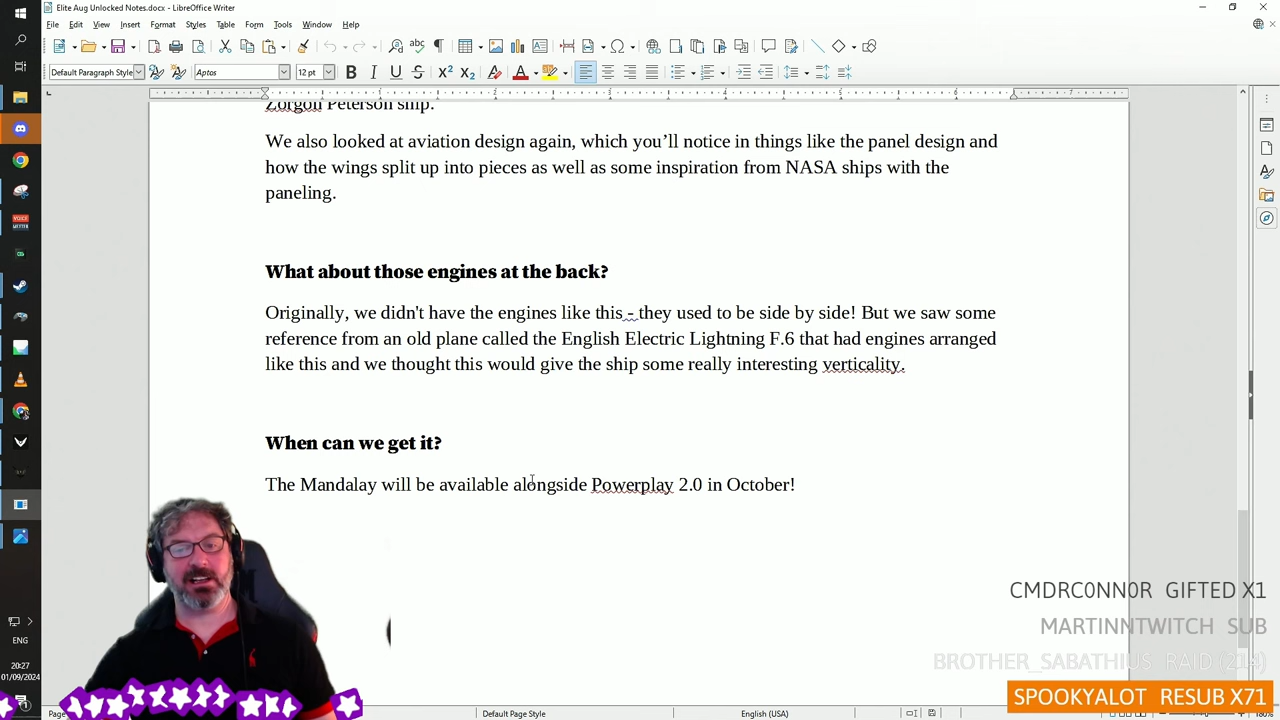 Elite Aug Unlocked Notes.docx - LibreOffice Writer
File Edit View Insert Format Styles Table Form Tools Window Help
Default Paragraph Style Aptos 12 pt
Zorgon Peterson ship.
We also looked at aviation design again, which you’ll notice in things like the panel design and
how the wings split up into pieces as well as some inspiration from NASA ships with the
paneling.
What about those engines at the back?
Originally, we didn't have the engines like this - they used to be side by side! But we saw some
reference from an old plane called the English Electric Lightning F.6 that had engines arranged
like this and we thought this would give the ship some really interesting verticality.
When can we get it?
The Mandalay will be available alongside Powerplay 2.0 in October!
CMDRC0NN0R GIFTED X1
MARTINNTWITCH SUB
BROTHER_SABATHIUS RAID (214)
SPOOKYALOT RESUB X71
ENG
20:27
01/09/2024
Page
Default Page Style
English (USA)